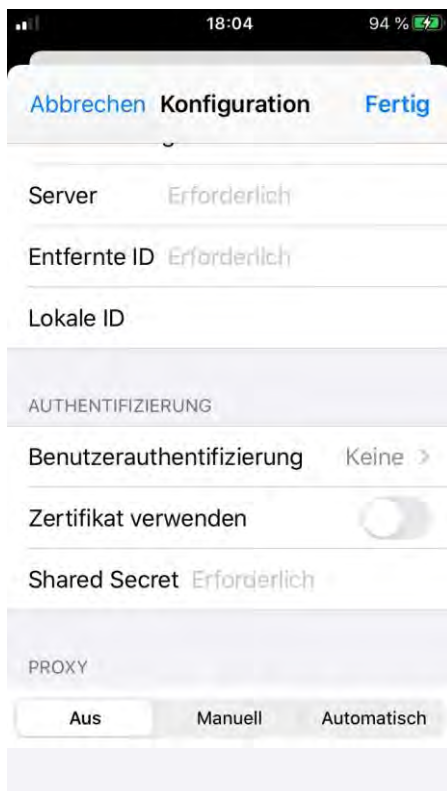 18:04 94 %
Abbrechen Konfiguration Fertig
Server Erforderlich
Entfernte ID Erforderlich
Lokale ID
AUTHENTIFIZIERUNG
Benutzerauthentifizierung Keine >
Zertifikat verwenden
Shared Secret Erforderlich
PROXY
Aus Manuell Automatisch